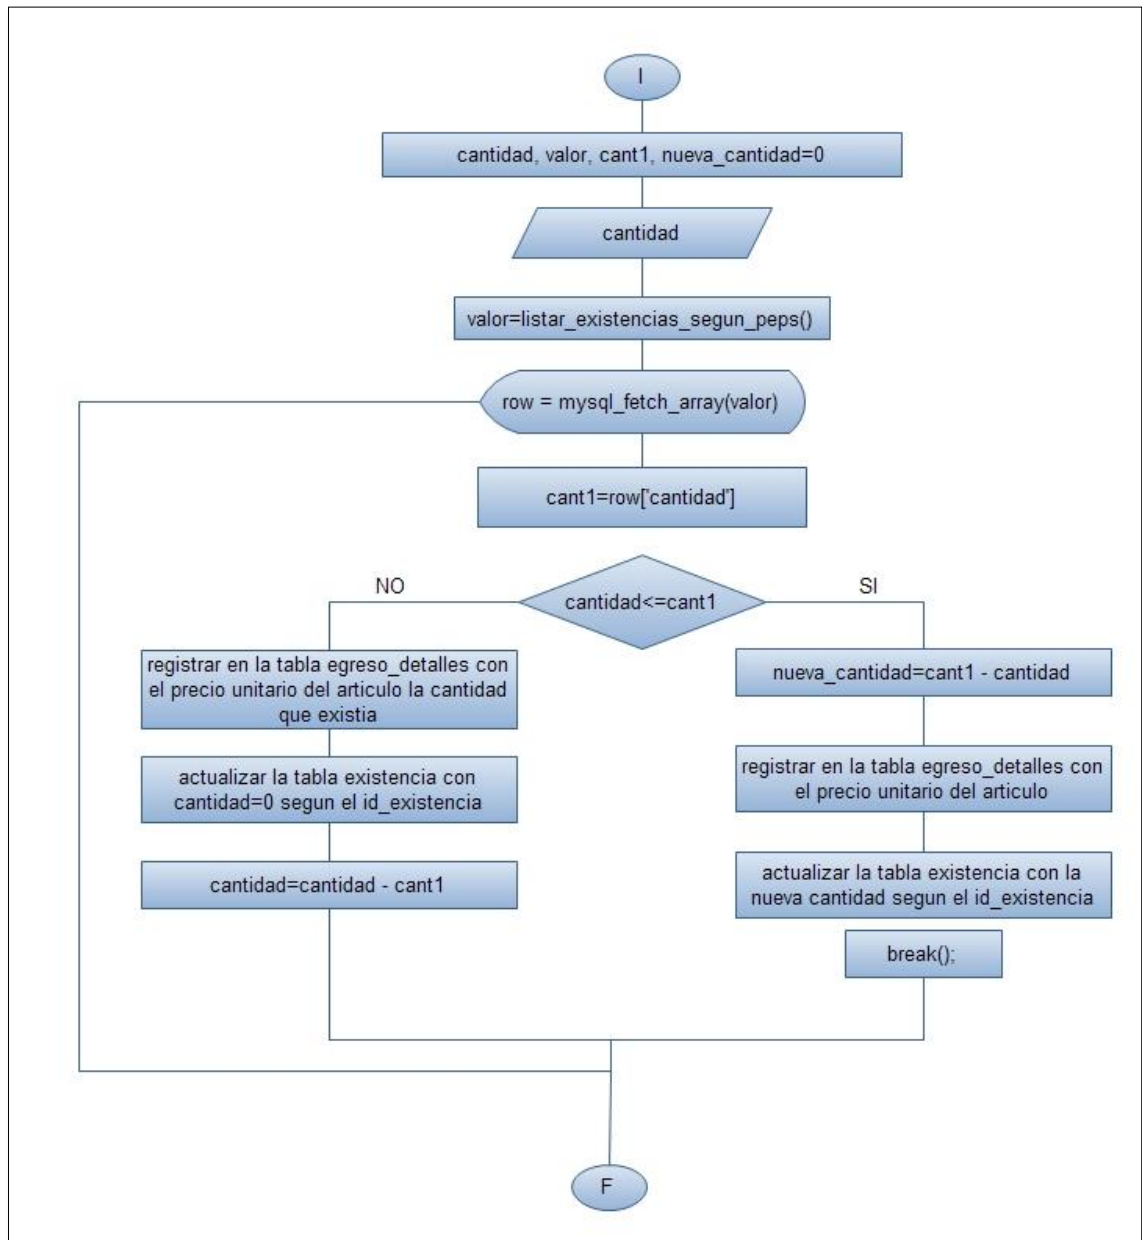 I
cantidad, valor, cant1, nueva_cantidad=0
cantidad
valor=listar_existencias_segun_peps()
row = mysql_fetch_array(valor)
cant1=row['cantidad']
cantidad<=cant1
NO
SI
registrar en la tabla egreso_detalles con
el precio unitario del articulo la cantidad
que existia
actualizar la tabla existencia con
cantidad=0 segun el id_existencia
cantidad=cantidad - cant1
nueva_cantidad=cant1 - cantidad
registrar en la tabla egreso_detalles con
el precio unitario del articulo
actualizar la tabla existencia con la
nueva cantidad segun el id_existencia
break();
F